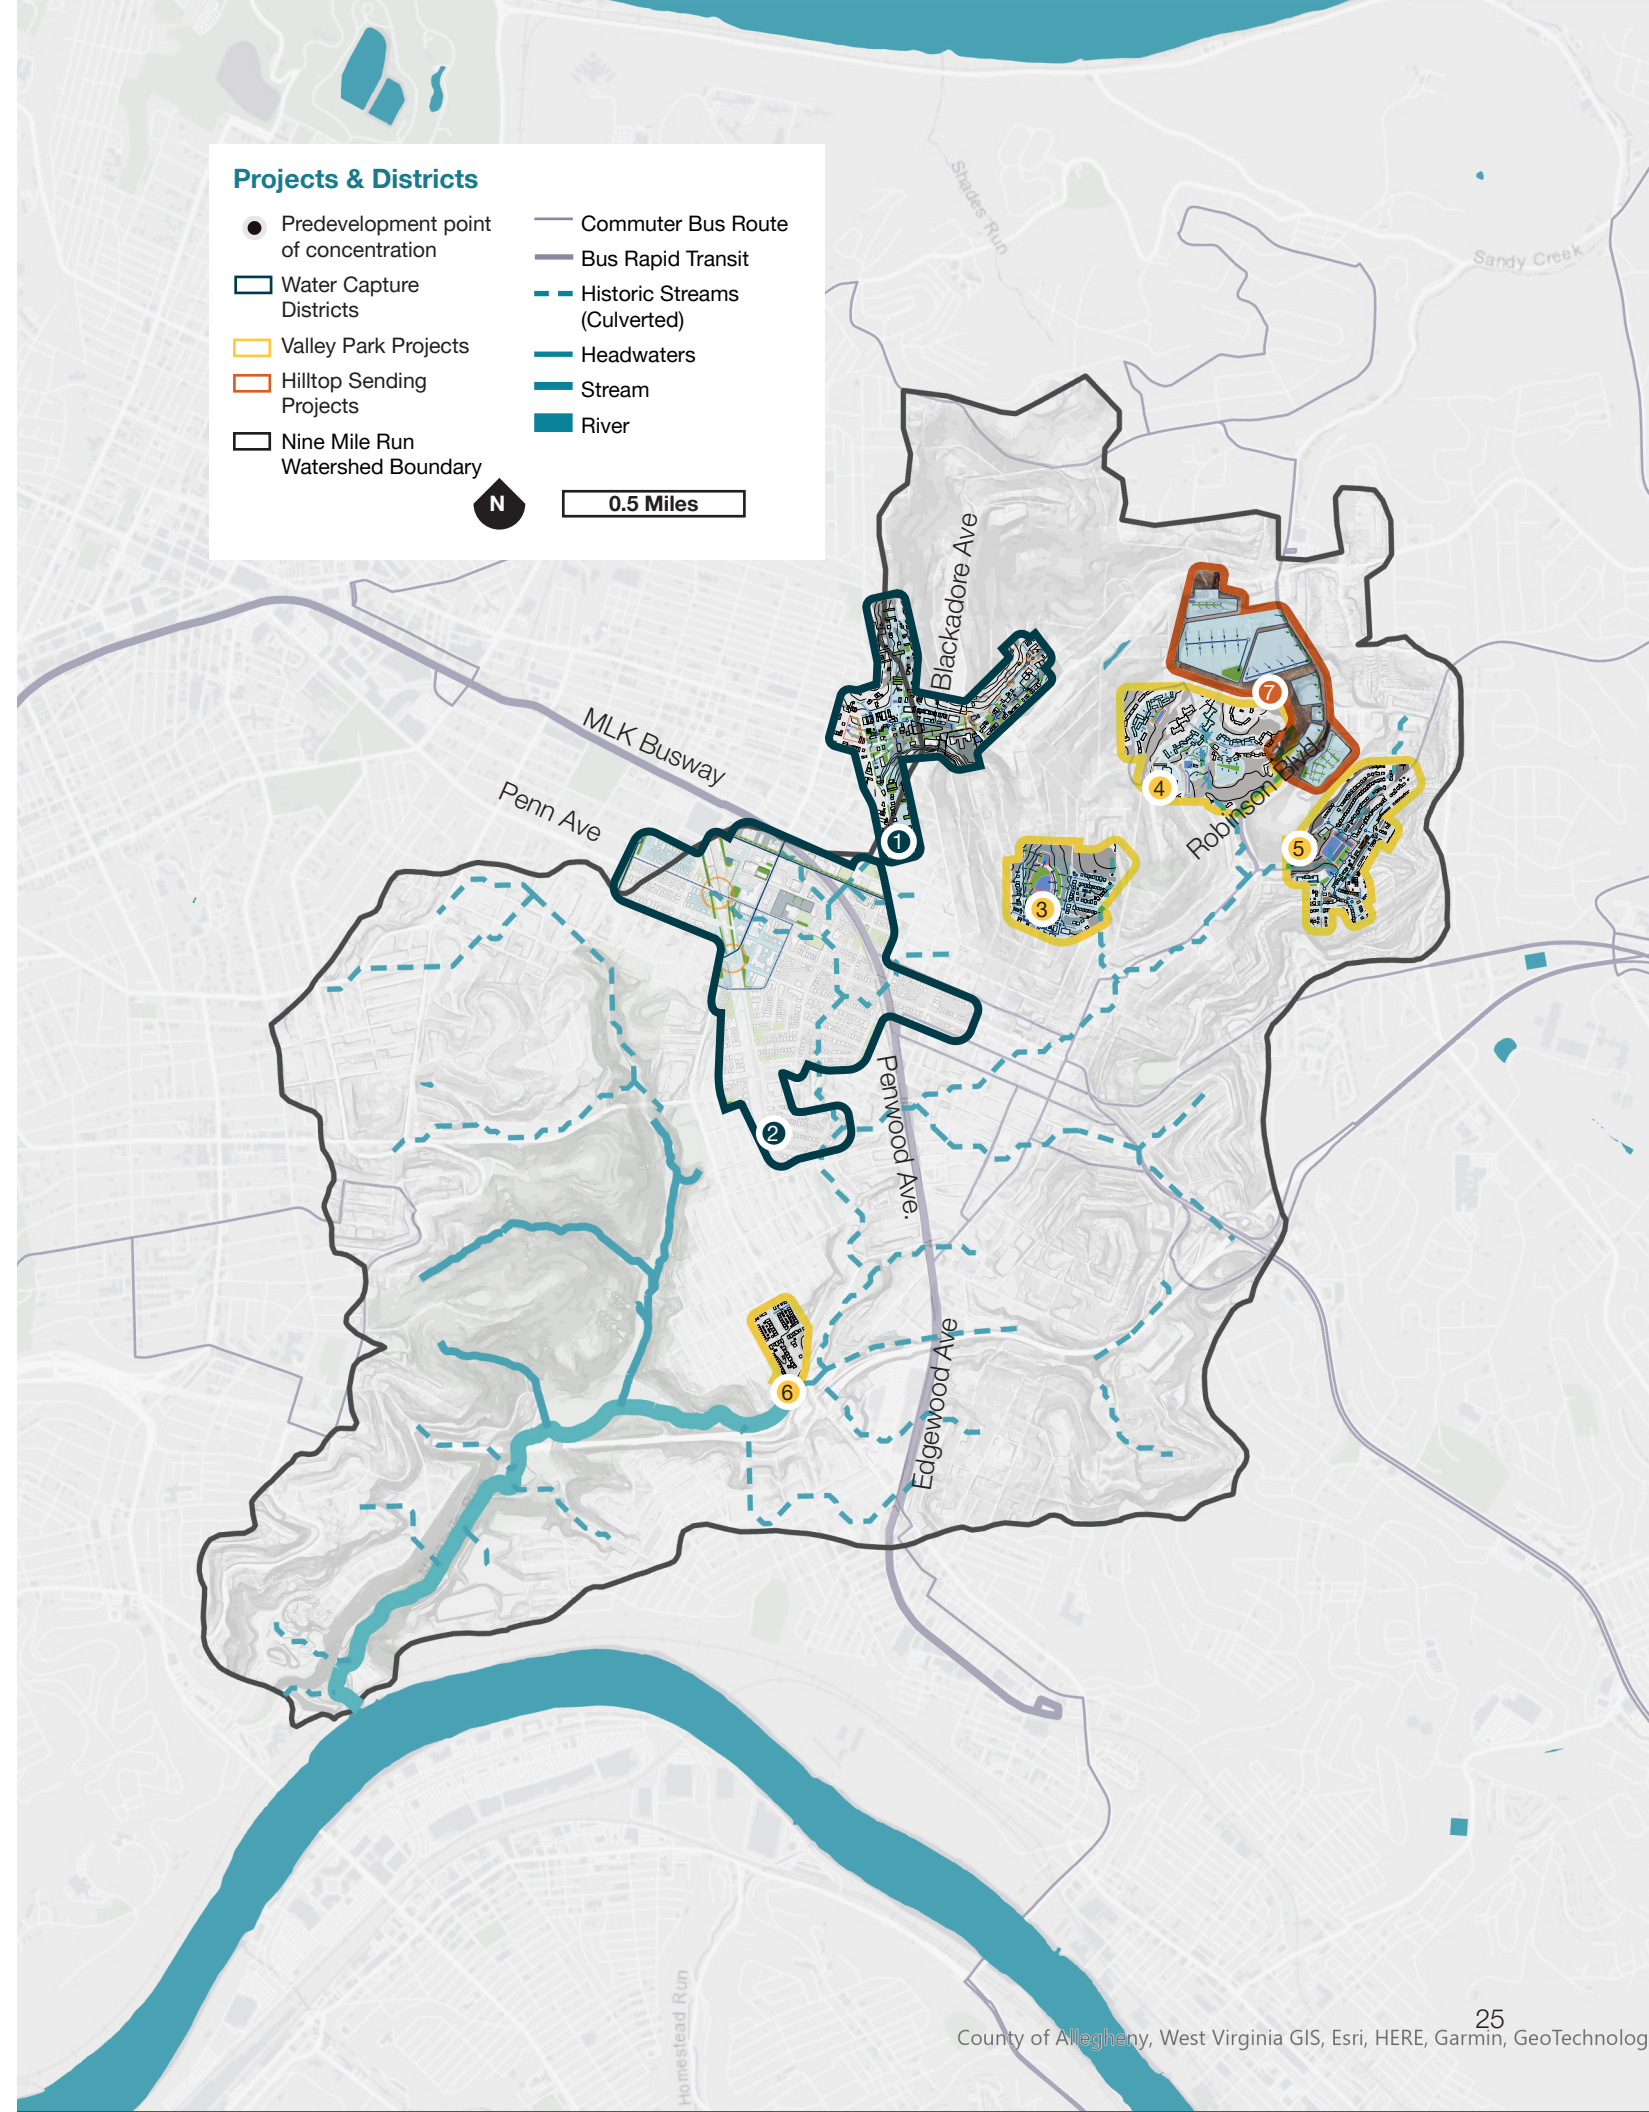 Projects & Districts
Predevelopment point
of concentration
Water Capture
Districts
Valley Park Projects
Hilltop Sending
Projects
Nine Mile Run
Watershed Boundary
Commuter Bus Route
Bus Rapid Transit
Historic Streams
(Culverted)
Headwaters
Stream
River
N
0.5 Miles
Shades Run
Sandy Creek
Blackadore Ave
MLK Busway
Penn Ave
Robinson Blvd
7
4
1
5
3
Penwood Ave.
2
Edgewood Ave
6
Homestead Run
25
County of Allegheny, West Virginia GIS, Esri, HERE, Garmin, GeoTechnolog